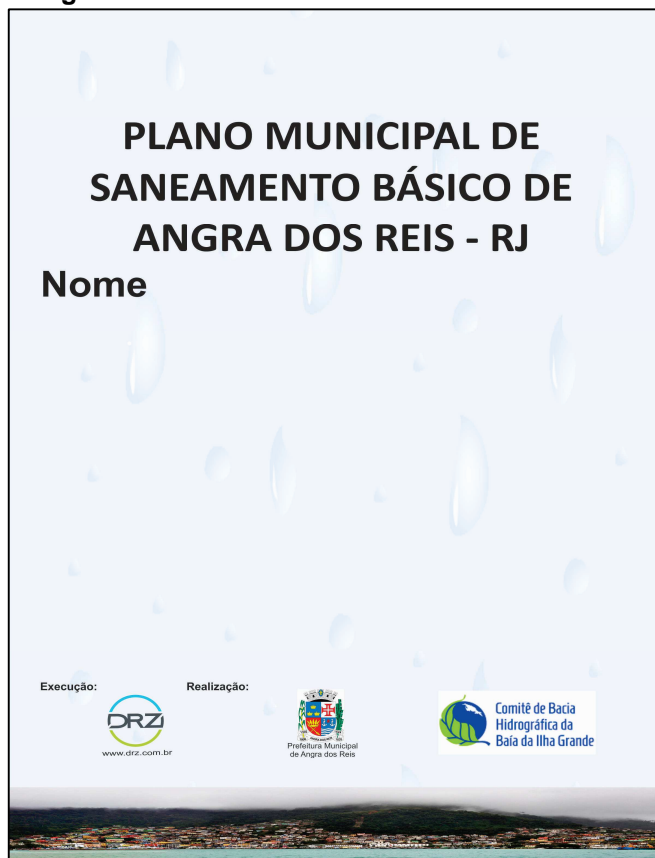 PLANO MUNICIPAL DE
SANEAMENTO BÁSICO DE
ANGRA DOS REIS - RJ
Nome
Execução:
Realização:
DRZ
www.drz.com.br
Prefeitura Municipal
de Angra dos Reis
Comitê de Bacia
Hidrográfica da
Baía da Ilha Grande